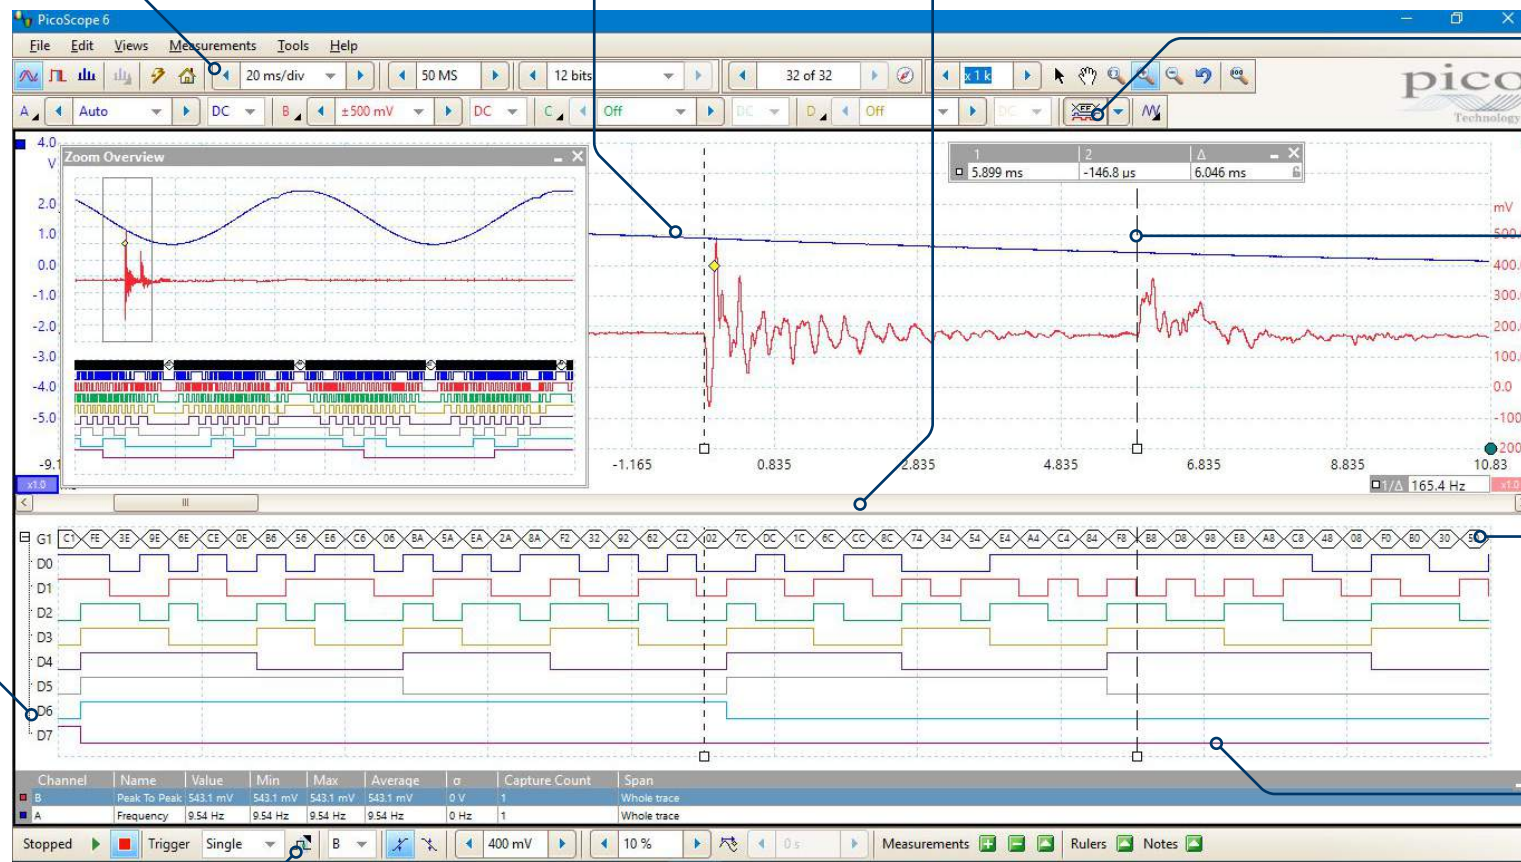 PicoScope 6
File Edit Views Measurements Tools Help
20 ms/div 50 MS 12 bits 32 of 32 x 1 k
pico
Technology
A Auto DC B ±500 mV DC C Off DC D Off DC
4.0
V
2.0
1.0
0.0
-1.0
-2.0
-3.0
-4.0
-5.0
Zoom Overview
1 2 Δ
5.899 ms -146.8 µs 6.046 ms
mV
500.0
400.
300.
200.
100.
0.0
-100
200
-9.1 -1.165 0.835 2.835 4.835 6.835 8.835 10.83
x1.0 1/Δ 165.4 Hz x1.0
G1 C1 FE 3E 9E 6E CE 0E B6 56 E6 C6 06 BA 5A EA 2A 8A F2 32 92 62 C2 02 7C DC 1C 6C CC 8C 74 34 54 E4 A4 C4 84 F8 B8 D8 98 E8 A8 C8 48 08 F0 B0 30
D0
D1
D2
D3
D4
D5
D6
D7
Channel Name Value Min Max Average σ Capture Count Span
B Peak To Peak 543.1 mV 543.1 mV 543.1 mV 543.1 mV 0 V 1 Whole trace
A Frequency 9.54 Hz 9.54 Hz 9.54 Hz 9.54 Hz 0 Hz 1 Whole trace
Stopped Trigger Single B 400 mV 10 % 0 s Measurements Rulers Notes